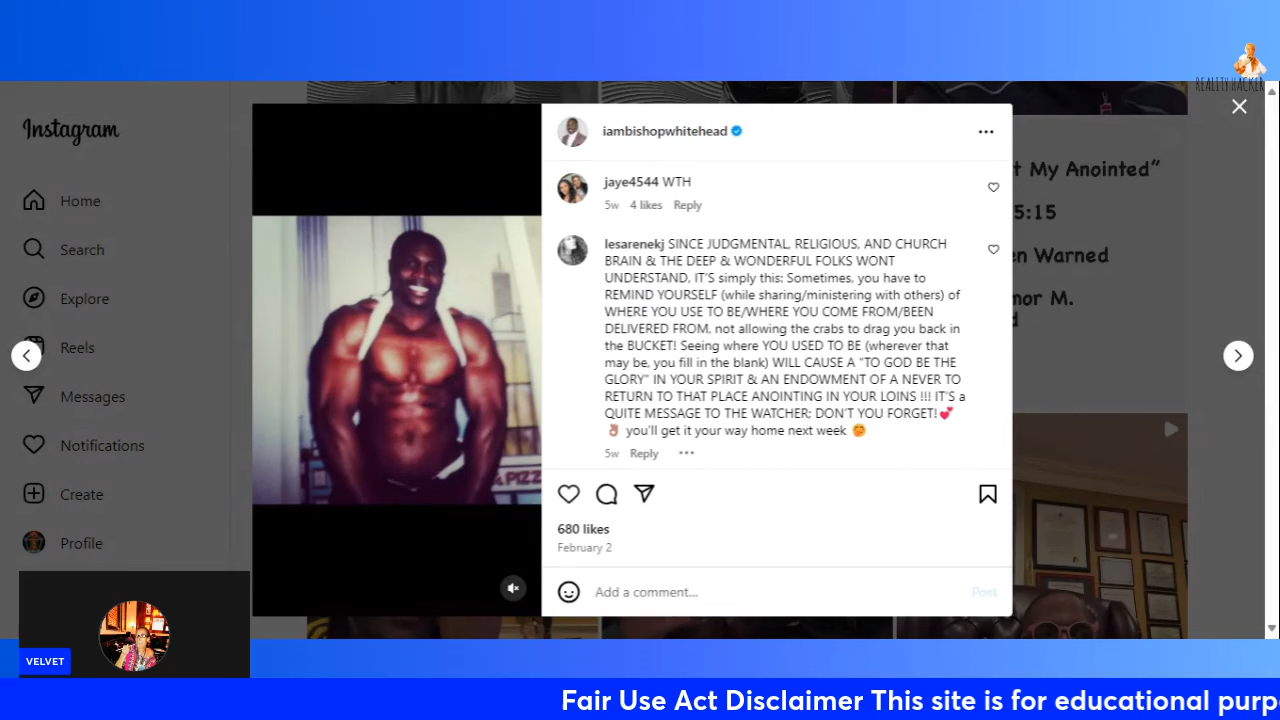 REALITY HACKER
Instagram
Home
Search
Explore
Reels
Messages
Notifications
Create
Profile
iambishopwhitehead
jaye4544 WTH
5w 4 likes Reply
lesarenekj SINCE JUDGMENTAL, RELIGIOUS, AND CHURCH
BRAIN & THE DEEP & WONDERFUL FOLKS WONT
UNDERSTAND, IT'S simply this: Sometimes, you have to
REMIND YOURSELF (while sharing/ministering with others) of
WHERE YOU USE TO BE/WHERE YOU COME FROM/BEEN
DELIVERED FROM, not allowing the crabs to drag you back in
the BUCKET! Seeing where YOU USED TO BE (wherever that
may be, you fill in the blank) WILL CAUSE A “TO GOD BE THE
GLORY” IN YOUR SPIRIT & AN ENDOWMENT OF A NEVER TO
RETURN TO THAT PLACE ANOINTING IN YOUR LOINS !!! IT'S a
QUITE MESSAGE TO THE WATCHER; DON'T YOU FORGET!💕
👌🏽 you'll get it your way home next week 🤭
5w Reply
680 likes
February 2
Add a comment...
Post
t My Anointed”
5:15
n Warned
nor M.
d
& PIZZ
VELVET
Fair Use Act Disclaimer This site is for educational purp